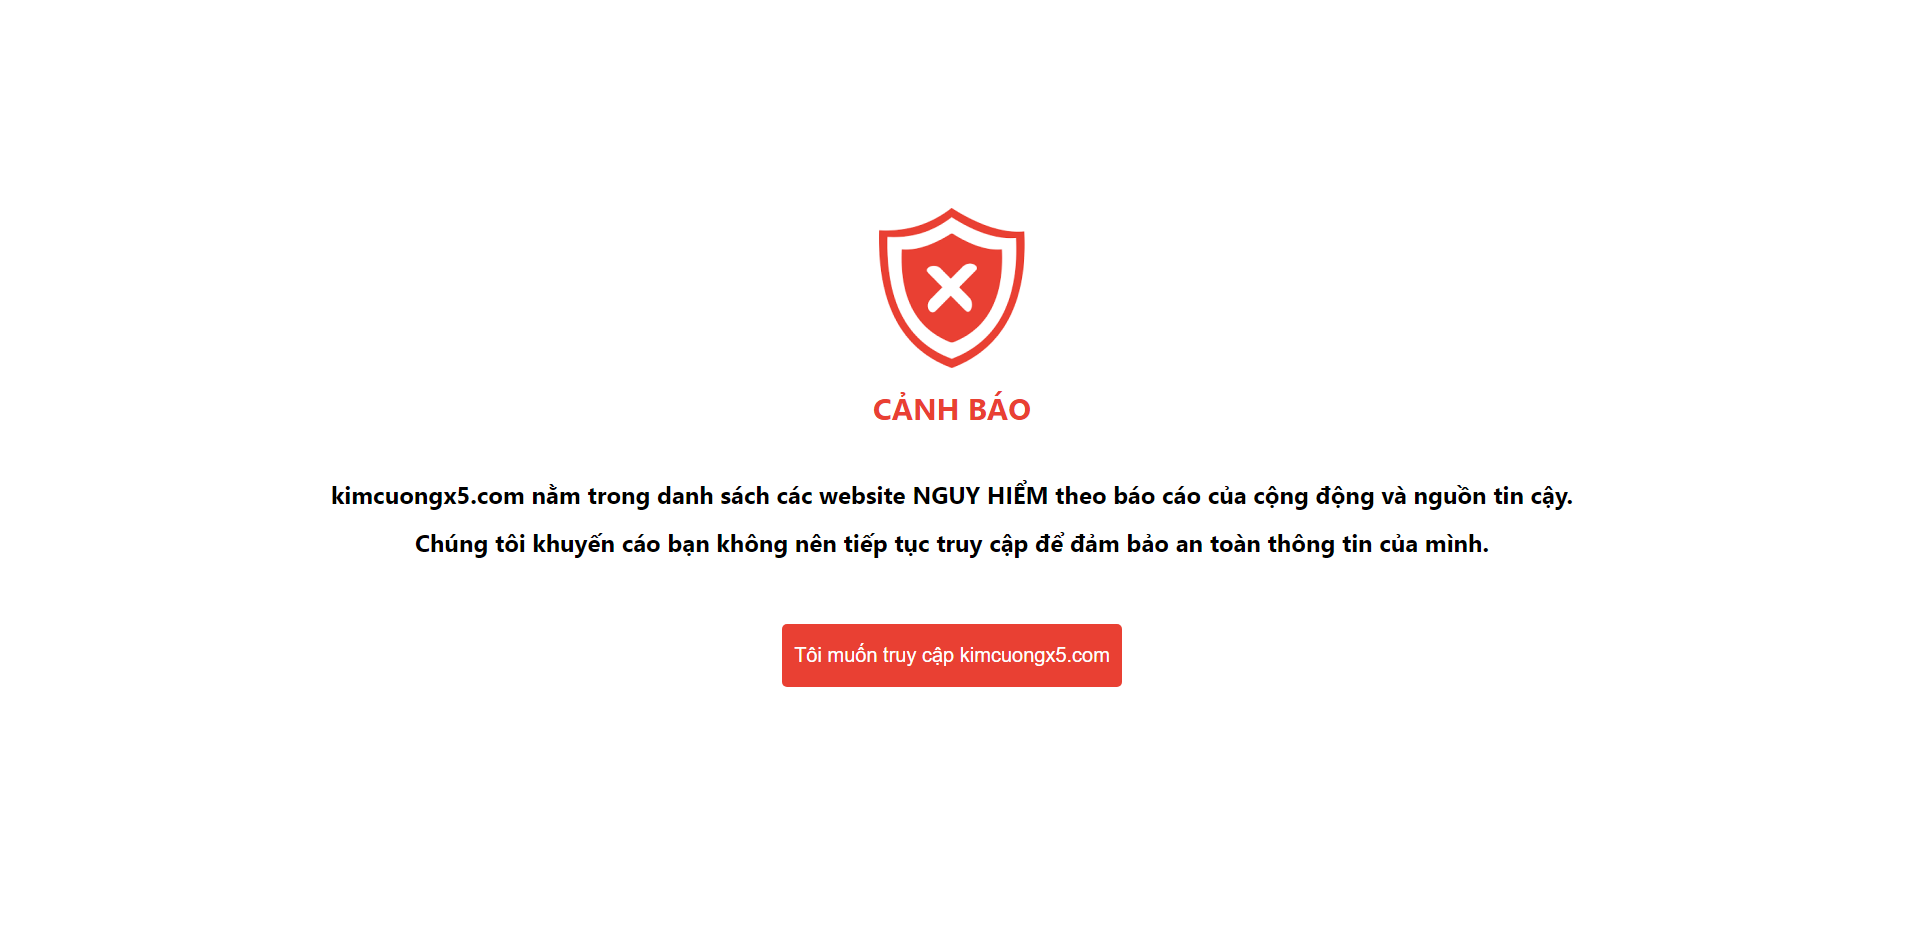 CẢNH BÁO
kimcuongx5.com nằm trong danh sách các website NGUY HIỂM theo báo cáo của cộng động và nguồn tin cậy.
Chúng tôi khuyến cáo bạn không nên tiếp tục truy cập để đảm bảo an toàn thông tin của mình.
Tôi muốn truy cập kimcuongx5.com